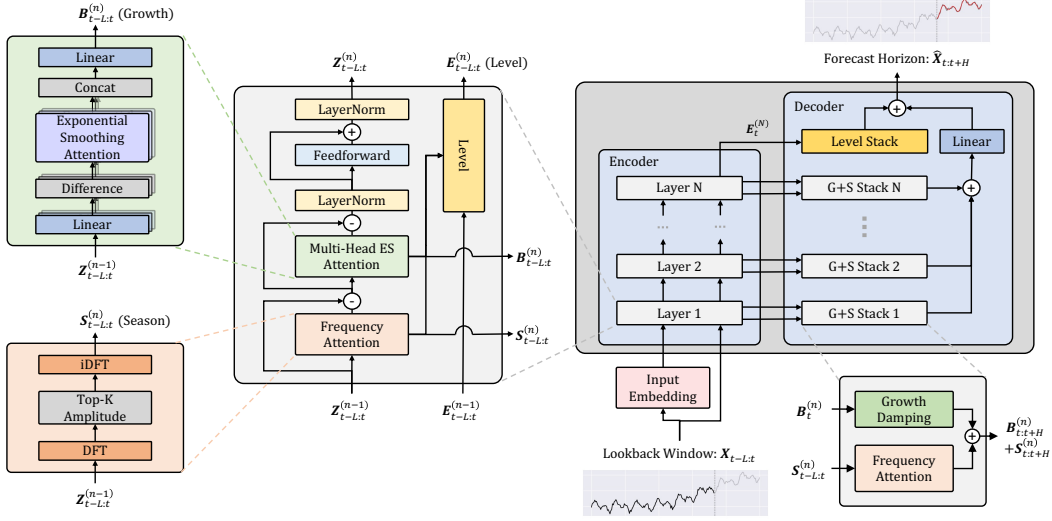 B_{t-L:t}^{(n)} (Growth)
Linear
Concat
Exponential
Smoothing
Attention
Difference
Linear
Z_{t-L:t}^{(n-1)}
S_{t-L:t}^{(n)} (Season)
iDFT
Top-K
Amplitude
DFT
Z_{t-L:t}^{(n-1)}
Z_{t-L:t}^{(n)}
E_{t-L:t}^{(n)} (Level)
LayerNorm
+
Feedforward
Level
LayerNorm
-
Multi-Head ES
Attention
B_{t-L:t}^{(n)}
-
Frequency
Attention
S_{t-L:t}^{(n)}
Z_{t-L:t}^{(n-1)}
E_{t-L:t}^{(n-1)}
Forecast Horizon: X̂_{t:t+H}
Decoder
+
E_t^{(N)}
Level Stack
Linear
Encoder
Layer N
G+S Stack N
+
...
...
...
Layer 2
G+S Stack 2
Layer 1
G+S Stack 1
Input
Embedding
Lookback Window: X_{t-L:t}
B_t^{(n)}
Growth
Damping
+
B_{t:t+H}^{(n)}
+S_{t:t+H}^{(n)}
S_{t-L:t}^{(n)}
Frequency
Attention